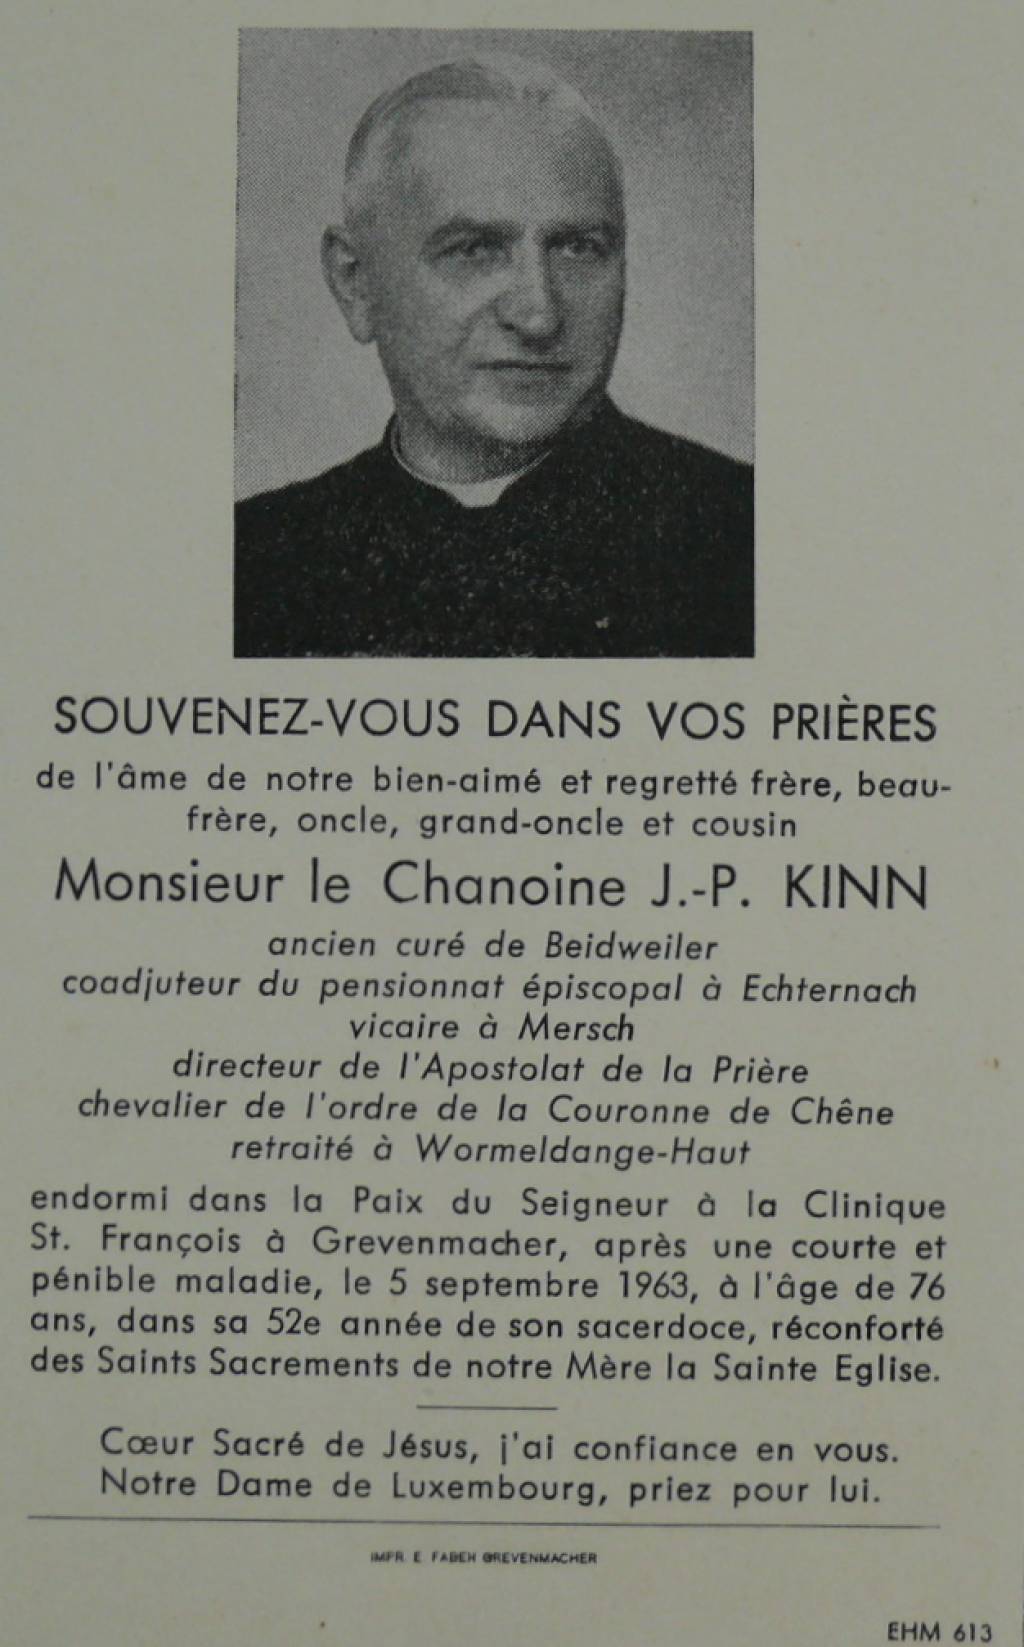 SOUVENEZ-VOUS DANS VOS PRIÈRES
de l'âme de notre bien-aimé et regretté frère, beau-
frère, oncle, grand-oncle et cousin
Monsieur le Chanoine J.-P. KINN
ancien curé de Beidweiler
coadjuteur du pensionnat épiscopal à Echternach
vicaire à Mersch
directeur de l'Apostolat de la Prière
chevalier de l'ordre de la Couronne de Chêne
retraité à Wormeldange-Haut
endormi dans la Paix du Seigneur à la Clinique
St. François à Grevenmacher, après une courte et
pénible maladie, le 5 septembre 1963, à l'âge de 76
ans, dans sa 52e année de son sacerdoce, réconforté
des Saints Sacrements de notre Mère la Sainte Eglise.
Cœur Sacré de Jésus, j'ai confiance en vous.
Notre Dame de Luxembourg, priez pour lui.
IMPR. E. FABER GREVENMACHER
EHM 613